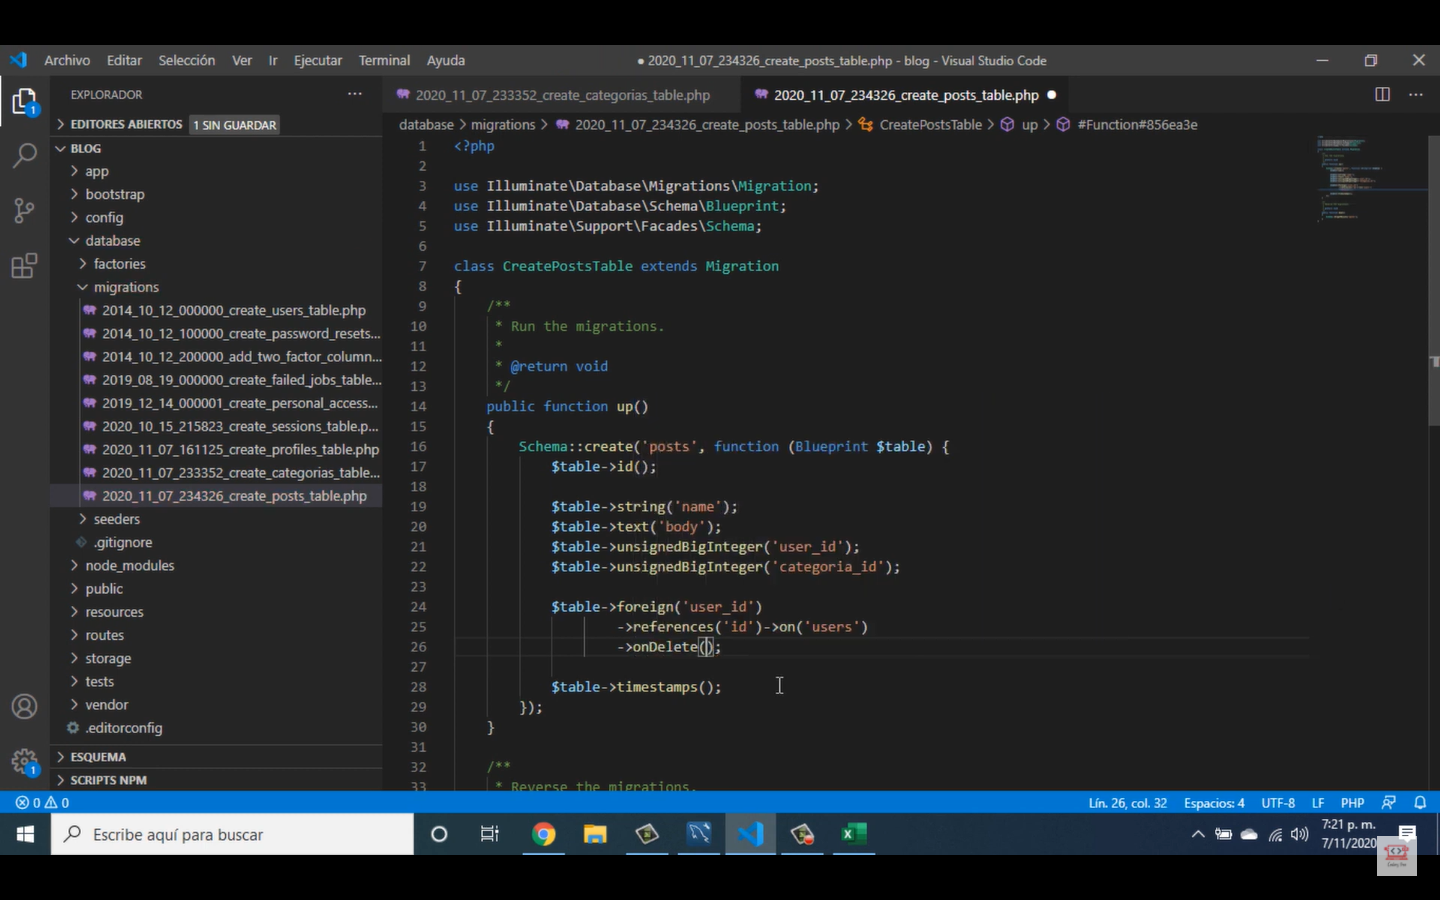 Archivo Editar Selección Ver Ir Ejecutar Terminal Ayuda
● 2020_11_07_234326_create_posts_table.php - blog - Visual Studio Code
EXPLORADOR ...
2020_11_07_233352_create_categorias_table.php
2020_11_07_234326_create_posts_table.php ●
EDITORES ABIERTOS 1 SIN GUARDAR
database > migrations > 2020_11_07_234326_create_posts_table.php > CreatePostsTable > up > #Function#856ea3e
BLOG
app
bootstrap
config
database
factories
migrations
2014_10_12_000000_create_users_table.php
2014_10_12_100000_create_password_resets...
2014_10_12_200000_add_two_factor_column...
2019_08_19_000000_create_failed_jobs_table...
2019_12_14_000001_create_personal_access...
2020_10_15_215823_create_sessions_table.p...
2020_11_07_161125_create_profiles_table.php
2020_11_07_233352_create_categorias_table...
2020_11_07_234326_create_posts_table.php
seeders
.gitignore
node_modules
public
resources
routes
storage
tests
vendor
.editorconfig
ESQUEMA
SCRIPTS NPM
1 <?php
2
3 use Illuminate\Database\Migrations\Migration;
4 use Illuminate\Database\Schema\Blueprint;
5 use Illuminate\Support\Facades\Schema;
6
7 class CreatePostsTable extends Migration
8 {
9 /**
10 * Run the migrations.
11 *
12 * @return void
13 */
14 public function up()
15 {
16 Schema::create('posts', function (Blueprint $table) {
17 $table->id();
18
19 $table->string('name');
20 $table->text('body');
21 $table->unsignedBigInteger('user_id');
22 $table->unsignedBigInteger('categoria_id');
23
24 $table->foreign('user_id')
25 ->references('id')->on('users')
26 ->onDelete();
27
28 $table->timestamps();
29 });
30 }
31
32 /**
33 * Reverse the migrations.
0 0
Lín. 26, col. 32 Espacios: 4 UTF-8 LF PHP
Escribe aquí para buscar
7:21 p. m.
7/11/2020